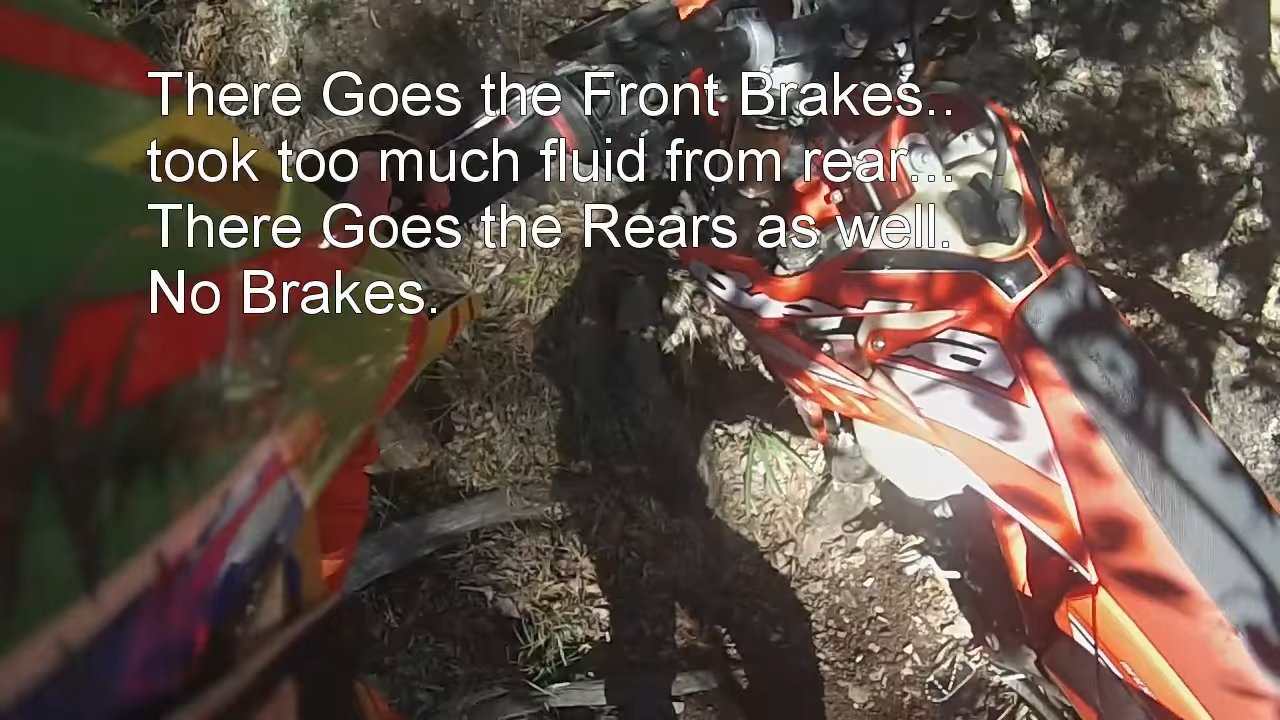 There Goes the Front Brakes..
took too much fluid from rear...
There Goes the Rears as well.
No Brakes.